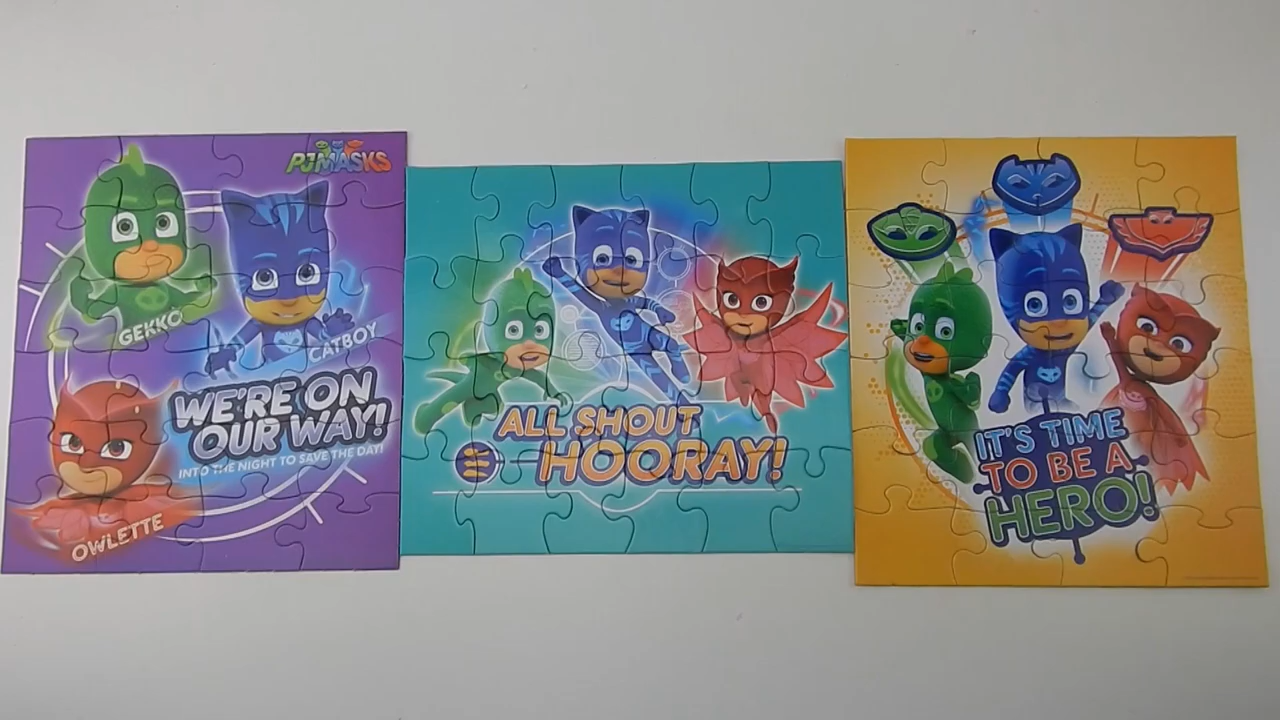 PJMASKS
GEKKO
CATBOY
WE'RE ON
OUR WAY!
INTO THE NIGHT TO SAVE THE DAY!
OWLETTE
ALL SHOUT
HOORAY!
IT'S TIME
TO BE A
HERO!